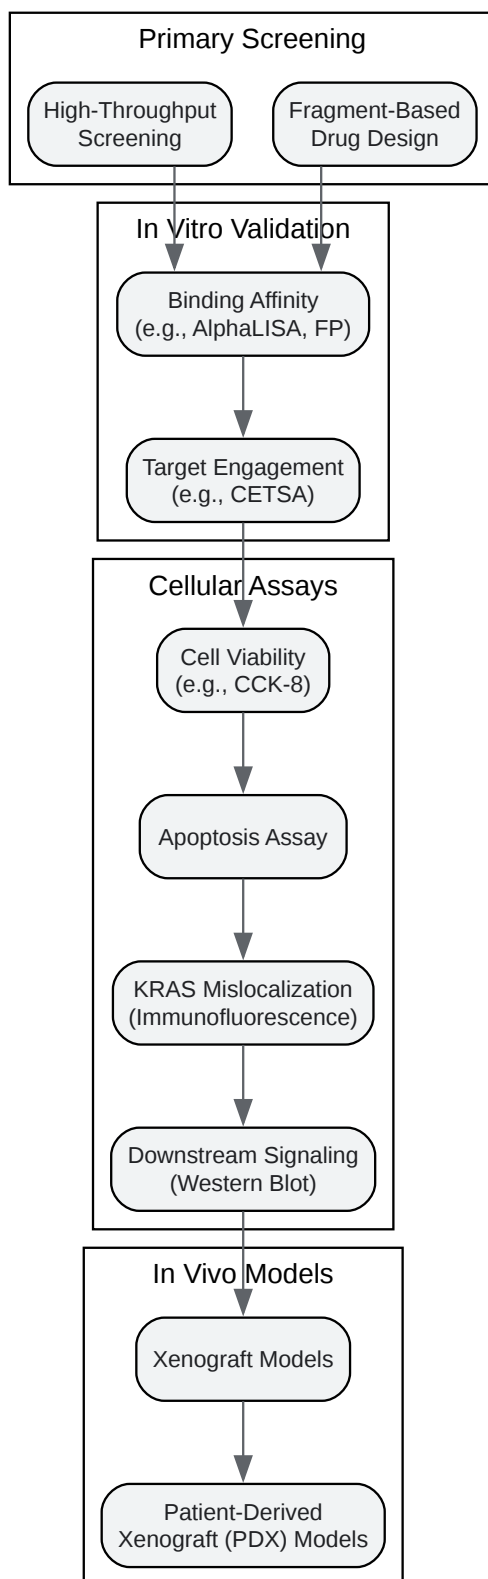 Primary Screening
High-Throughput
Screening
Fragment-Based
Drug Design
In Vitro Validation
Binding Affinity
(e.g., AlphaLISA, FP)
Target Engagement
(e.g., CETSA)
Cellular Assays
Cell Viability
(e.g., CCK-8)
Apoptosis Assay
KRAS Mislocalization
(Immunofluorescence)
Downstream Signaling
(Western Blot)
In Vivo Models
Xenograft Models
Patient-Derived
Xenograft (PDX) Models